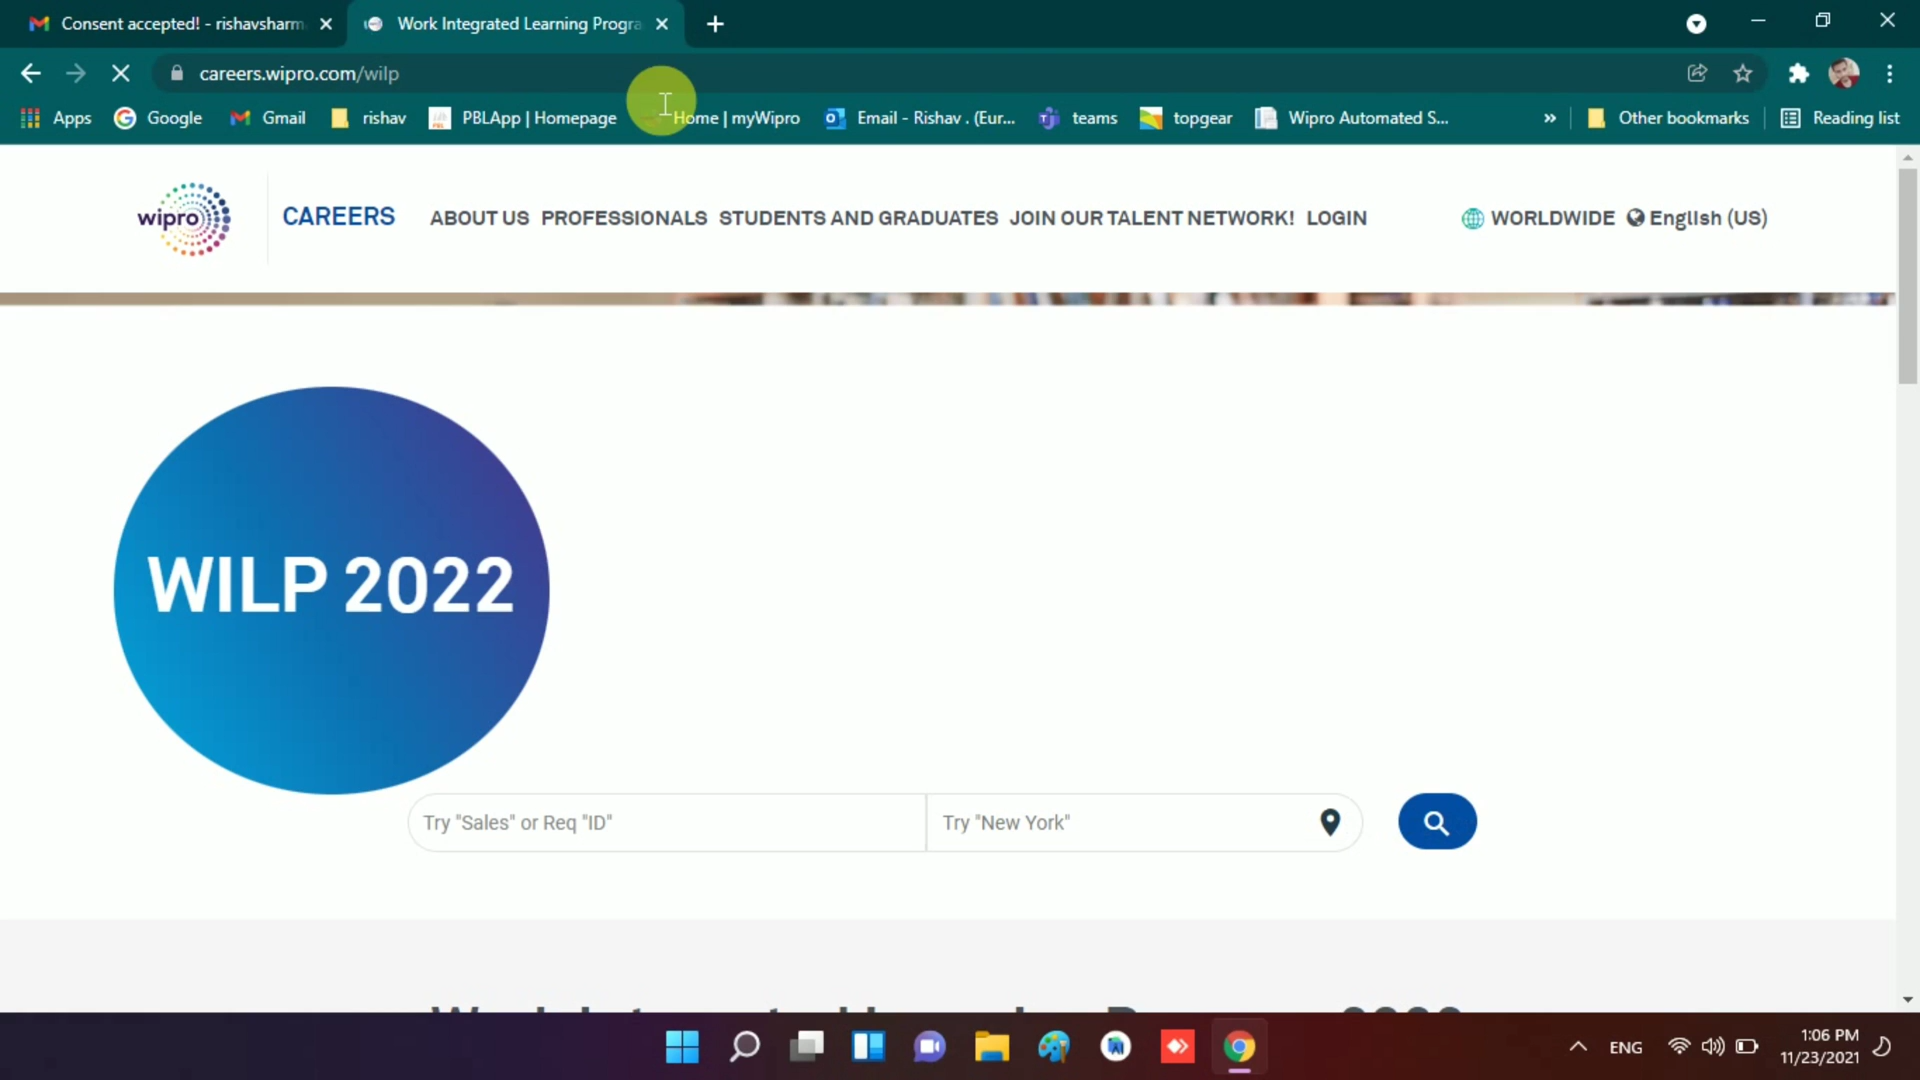 Consent accepted! - rishavsharm
Work Integrated Learning Progra
careers.wipro.com/wilp
Apps
Google
Gmail
rishav
PBLApp | Homepage
Home | myWipro
Email - Rishav . (Eur...
teams
topgear
Wipro Automated S...
»
Other bookmarks
Reading list
wipro
CAREERS
ABOUT US
PROFESSIONALS
STUDENTS AND GRADUATES
JOIN OUR TALENT NETWORK!
LOGIN
WORLDWIDE
English (US)
WILP 2022
Try "Sales" or Req "ID"
Try "New York"
ENG
1:06 PM
11/23/2021